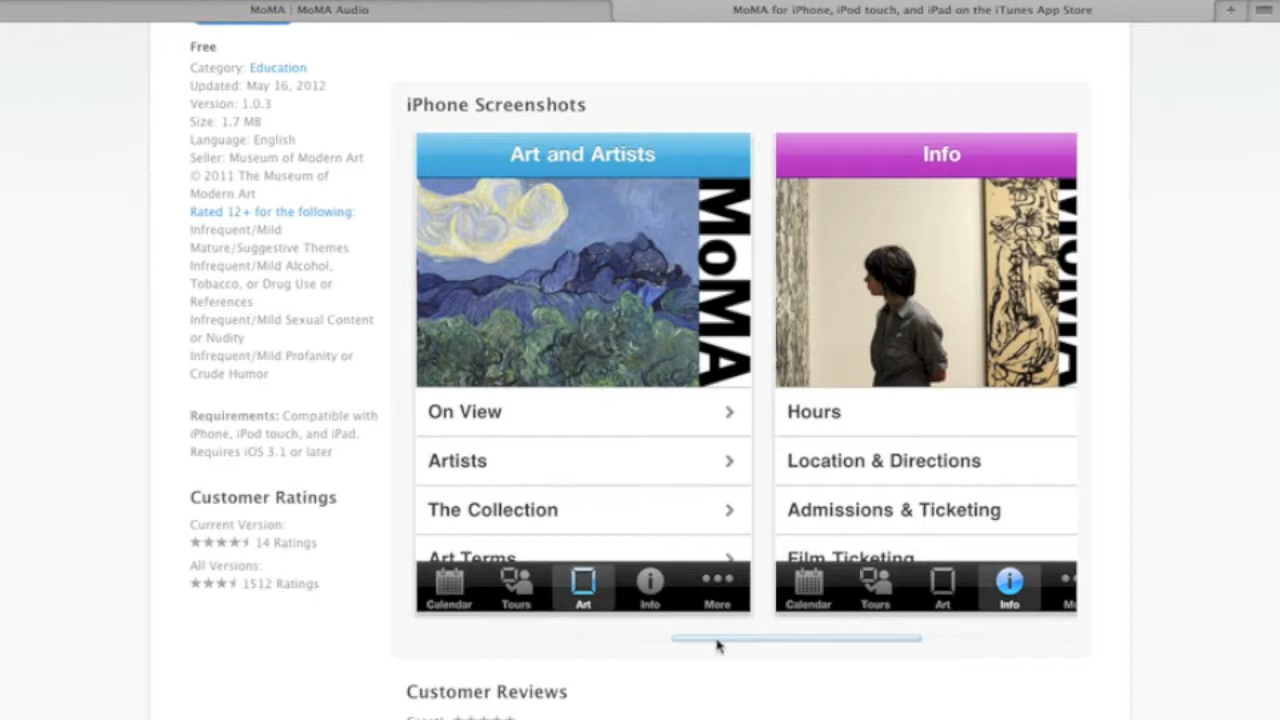 MoMA | MoMA Audio
MoMA for iPhone, iPod touch, and iPad on the iTunes App Store
Free
Category: Education
Updated: May 16, 2012
Version: 1.0.3
Size: 1.7 MB
Language: English
Seller: Museum of Modern Art
© 2011 The Museum of
Modern Art
Rated 12+ for the following:
Infrequent/Mild
Mature/Suggestive Themes
Infrequent/Mild Alcohol,
Tobacco, or Drug Use or
References
Infrequent/Mild Sexual Content
or Nudity
Infrequent/Mild Profanity or
Crude Humor
Requirements: Compatible with
iPhone, iPod touch, and iPad.
Requires iOS 3.1 or later
Customer Ratings
Current Version:
14 Ratings
All Versions:
1512 Ratings
iPhone Screenshots
Art and Artists
MoMA
On View
Artists
The Collection
Art Terms
Calendar Tours Art Info More
Info
MoMA
Hours
Location & Directions
Admissions & Ticketing
Film Ticketing
Calendar Tours Art Info
Customer Reviews